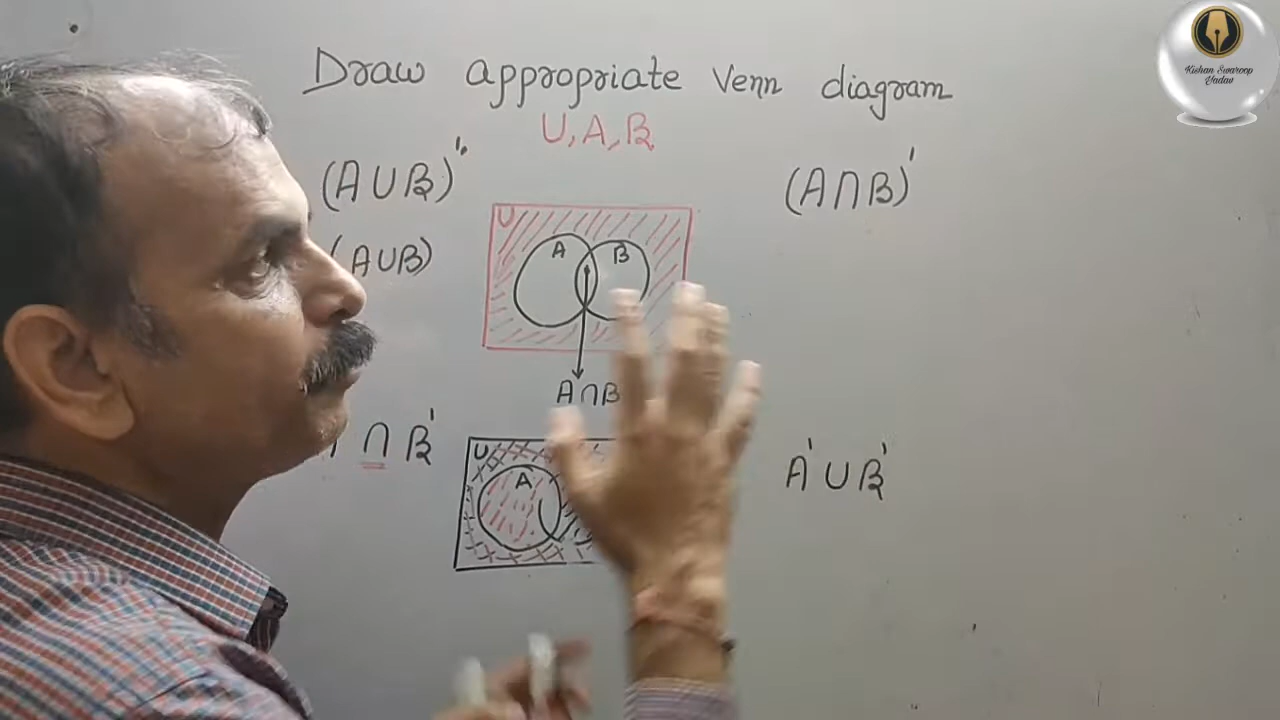 Draw appropriate Venn diagram
U, A, B
(A∪B)'
(A∩B)'
(A∪B)
U
A
B
A∩B
∩ B'
U
A
A' ∪ B'
Kishan Swaroop
Yadav